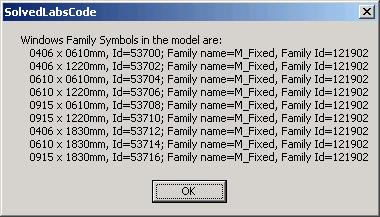 SolvedLabsCode
Windows Family Symbols in the model are:
0406 x 0610mm, Id=53700; Family name=M_Fixed, Family Id=121902
0406 x 1220mm, Id=53702; Family name=M_Fixed, Family Id=121902
0610 x 0610mm, Id=53704; Family name=M_Fixed, Family Id=121902
0610 x 1220mm, Id=53706; Family name=M_Fixed, Family Id=121902
0915 x 0610mm, Id=53708; Family name=M_Fixed, Family Id=121902
0915 x 1220mm, Id=53710; Family name=M_Fixed, Family Id=121902
0406 x 1830mm, Id=53712; Family name=M_Fixed, Family Id=121902
0610 x 1830mm, Id=53714; Family name=M_Fixed, Family Id=121902
0915 x 1830mm, Id=53716; Family name=M_Fixed, Family Id=121902
OK